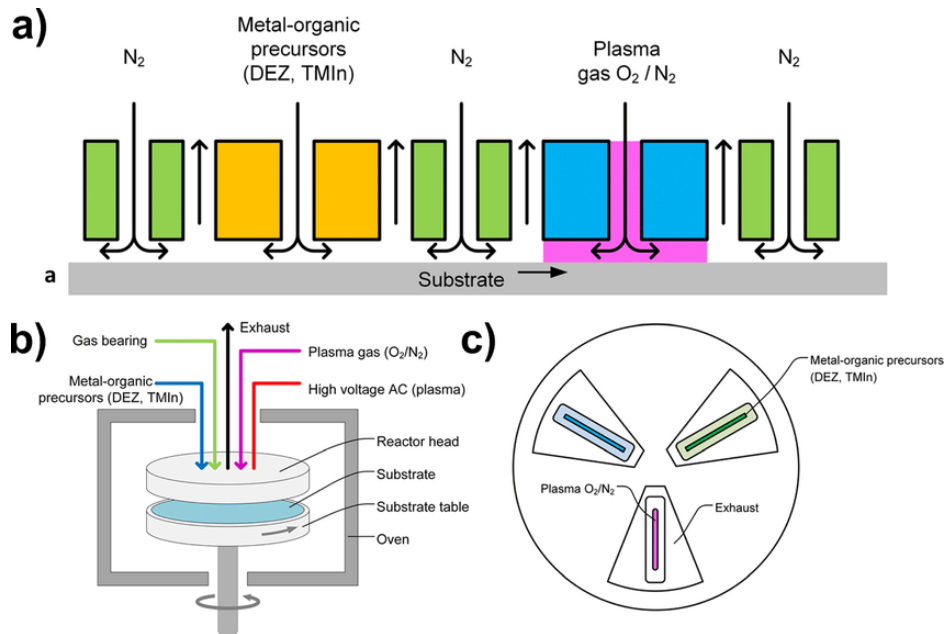 a)
N₂
Metal-organic
precursors
(DEZ, TMIn)
N₂
Plasma
gas O₂ / N₂
N₂
a
Substrate
b)
Exhaust
Gas bearing
Plasma gas (O₂/N₂)
Metal-organic
precursors (DEZ, TMIn)
High voltage AC (plasma)
Reactor head
Substrate
Substrate table
Oven
c)
Metal-organic precursors
(DEZ, TMIn)
Plasma O₂/N₂
Exhaust